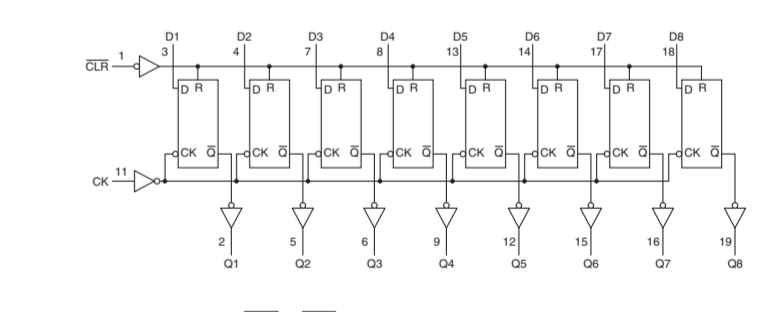 D1 D2 D3 D4 D5 D6 D7 D8
3 4 7 8 13 14 17 18
1
CLR
D R D R D R D R D R D R D R D R
CK Q CK Q CK Q CK Q CK Q CK Q CK Q CK Q
11
CK
2 5 6 9 12 15 16 19
Q1 Q2 Q3 Q4 Q5 Q6 Q7 Q8